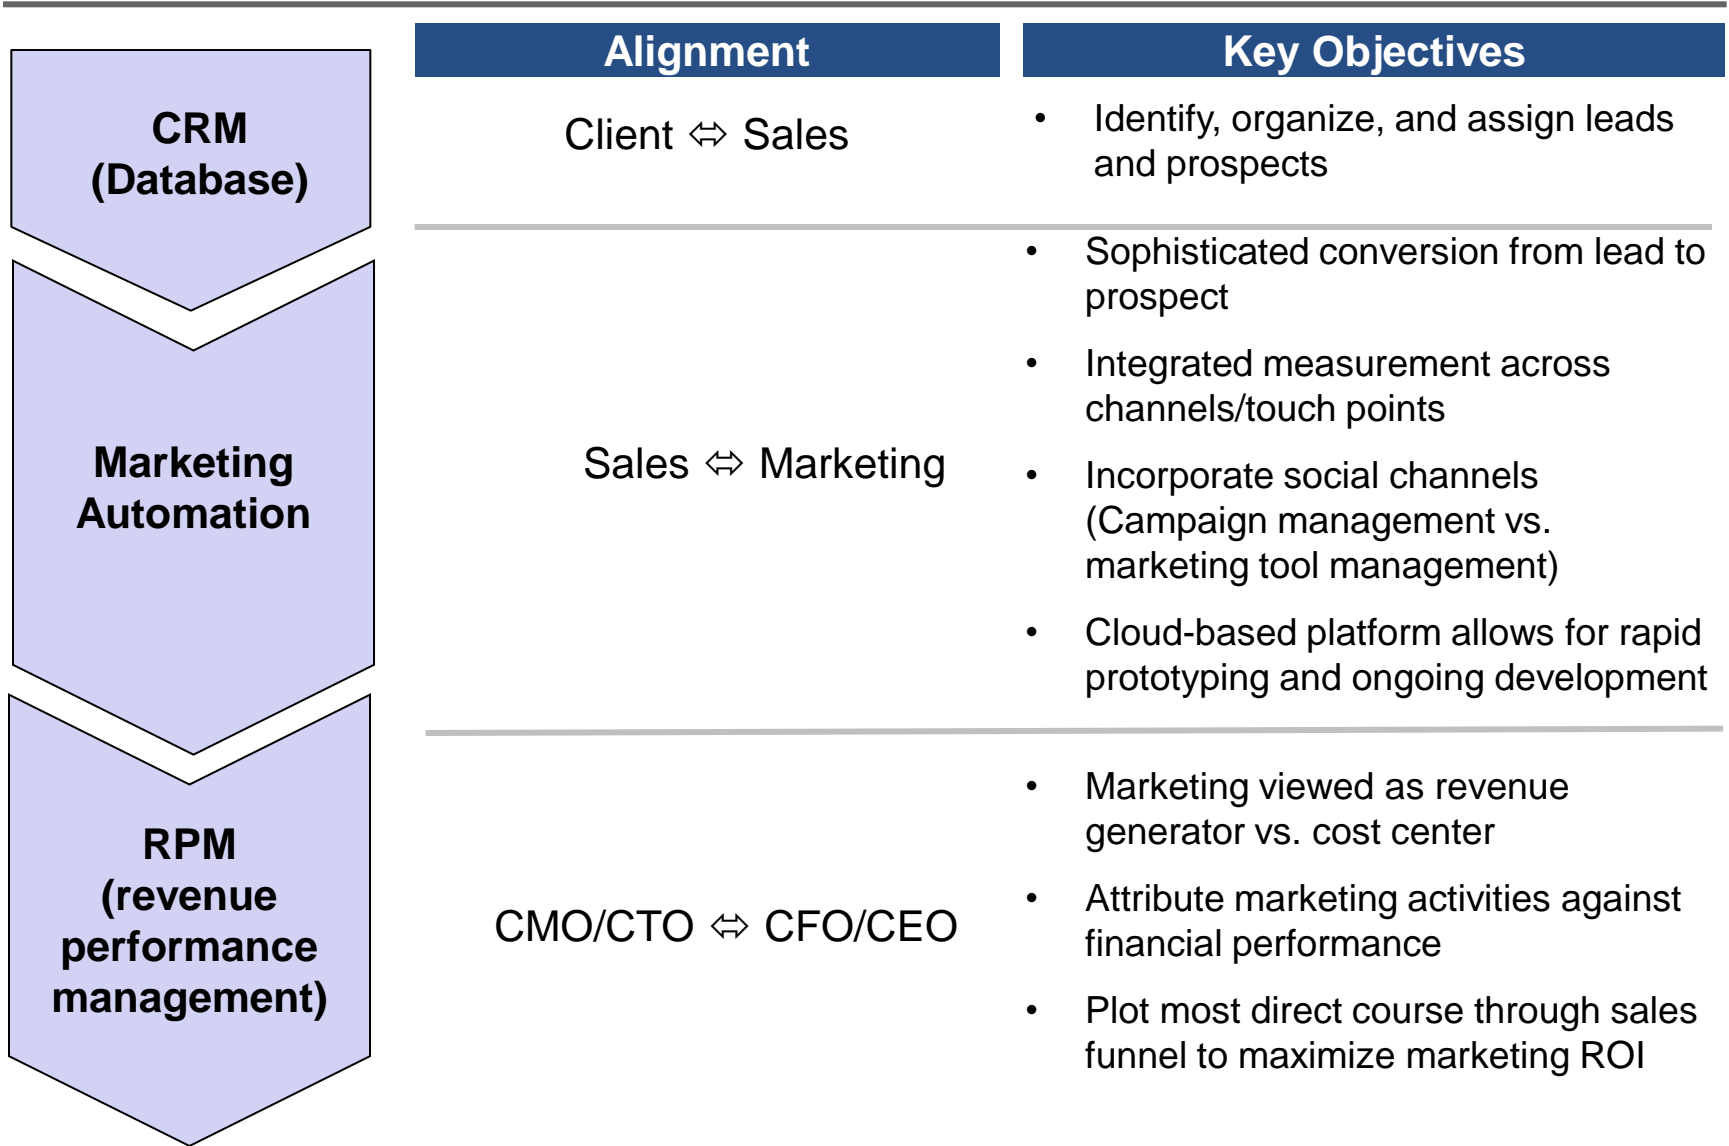 Alignment
Key Objectives
CRM
(Database)
Client ⇔ Sales
• Identify, organize, and assign leads
and prospects
Marketing
Automation
Sales ⇔ Marketing
• Sophisticated conversion from lead to
prospect
• Integrated measurement across
channels/touch points
• Incorporate social channels
(Campaign management vs.
marketing tool management)
• Cloud-based platform allows for rapid
prototyping and ongoing development
RPM
(revenue
performance
management)
CMO/CTO ⇔ CFO/CEO
• Marketing viewed as revenue
generator vs. cost center
• Attribute marketing activities against
financial performance
• Plot most direct course through sales
funnel to maximize marketing ROI